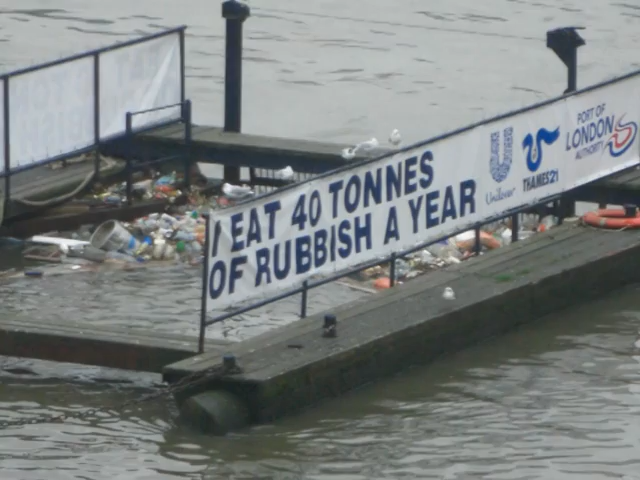 I EAT 40 TONNES
OF RUBBISH A YEAR
Unilever
THAMES21
PORT OF
LONDON
AUTHORITY